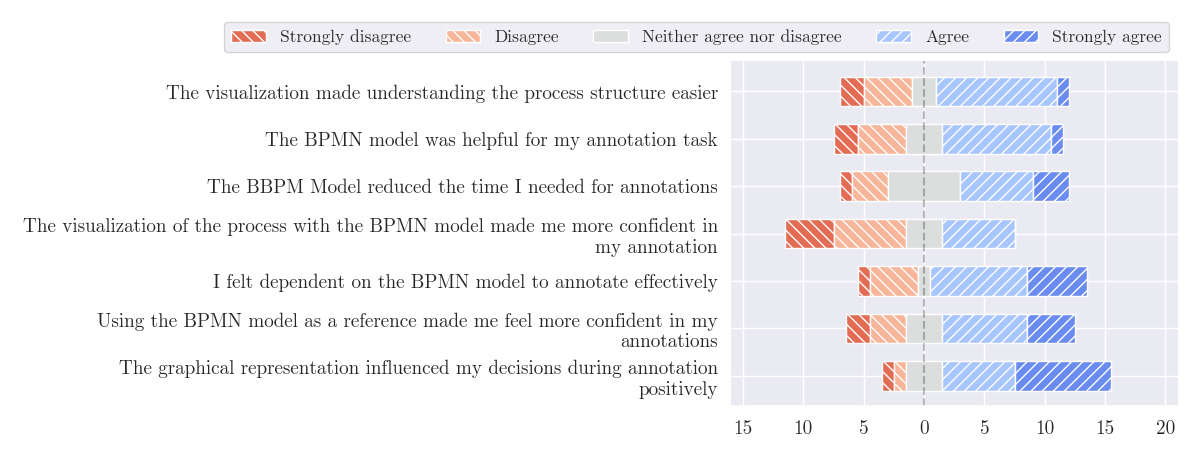 Strongly disagree Disagree Neither agree nor disagree Agree Strongly agree
The visualization made understanding the process structure easier
The BPMN model was helpful for my annotation task
The BBPM Model reduced the time I needed for annotations
The visualization of the process with the BPMN model made me more confident in
my annotation
I felt dependent on the BPMN model to annotate effectively
Using the BPMN model as a reference made me feel more confident in my
annotations
The graphical representation influenced my decisions during annotation
positively
15 10 5 0 5 10 15 20